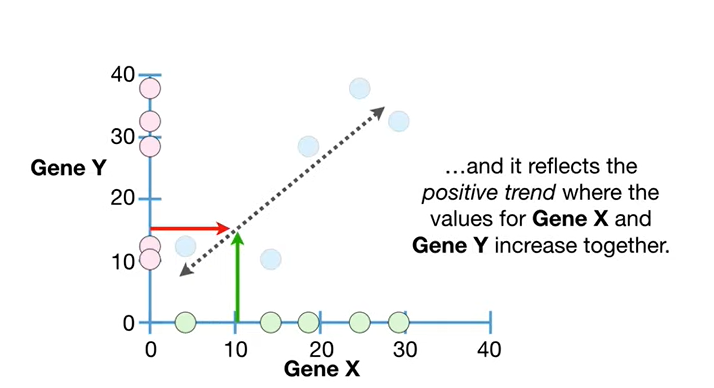 40
30
Gene Y
20
10
0
0 10 20 30 40
Gene X
…and it reflects the
positive trend where the
values for Gene X and
Gene Y increase together.